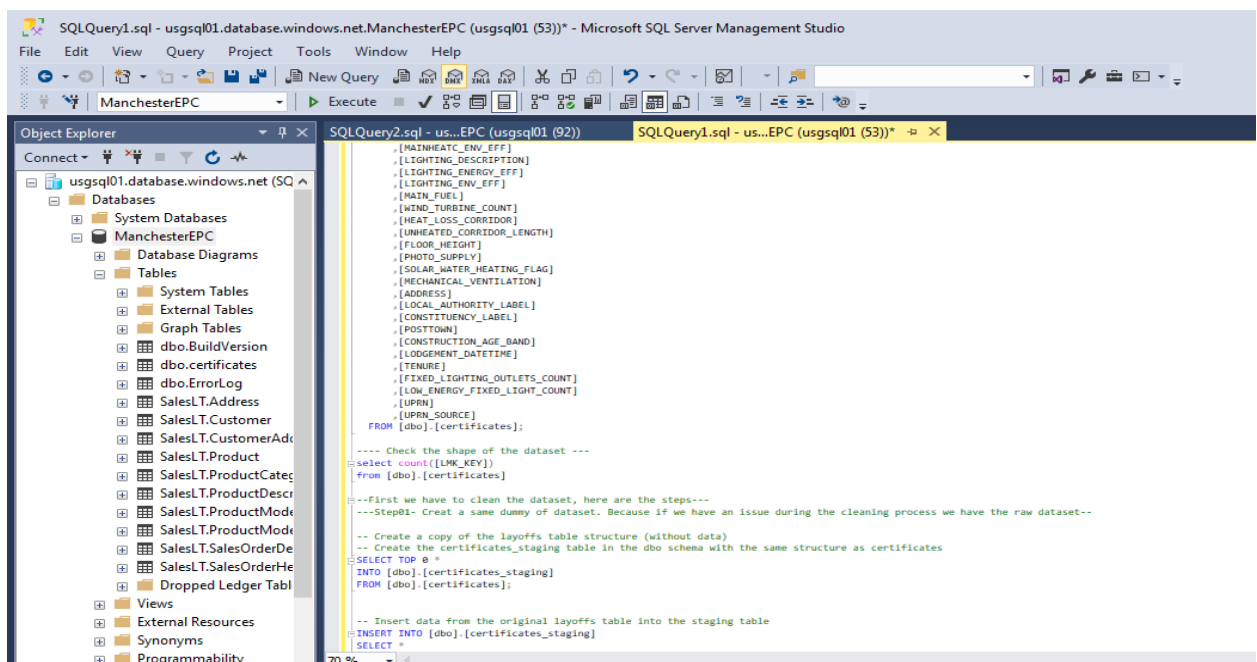 SQLQuery1.sql - usgsql01.database.windows.net.ManchesterEPC (usgsql01 (53))* - Microsoft SQL Server Management Studio
File Edit View Query Project Tools Window Help
New Query MDX DMX XMLA DAX
ManchesterEPC Execute
Object Explorer
Connect
usgsql01.database.windows.net (SQ
Databases
System Databases
ManchesterEPC
Database Diagrams
Tables
System Tables
External Tables
Graph Tables
dbo.BuildVersion
dbo.certificates
dbo.ErrorLog
SalesLT.Address
SalesLT.Customer
SalesLT.CustomerAdd
SalesLT.Product
SalesLT.ProductCateg
SalesLT.ProductDescr
SalesLT.ProductMode
SalesLT.ProductMode
SalesLT.SalesOrderDe
SalesLT.SalesOrderHe
Dropped Ledger Tabl
Views
External Resources
Synonyms
Programmability
SQLQuery2.sql - us...EPC (usgsql01 (92))
SQLQuery1.sql - us...EPC (usgsql01 (53))*
,[MAINHEATC_ENV_EFF]
,[LIGHTING_DESCRIPTION]
,[LIGHTING_ENERGY_EFF]
,[LIGHTING_ENV_EFF]
,[MAIN_FUEL]
,[WIND_TURBINE_COUNT]
,[HEAT_LOSS_CORRIDOR]
,[UNHEATED_CORRIDOR_LENGTH]
,[FLOOR_HEIGHT]
,[PHOTO_SUPPLY]
,[SOLAR_WATER_HEATING_FLAG]
,[MECHANICAL_VENTILATION]
,[ADDRESS]
,[LOCAL_AUTHORITY_LABEL]
,[CONSTITUENCY_LABEL]
,[POSTTOWN]
,[CONSTRUCTION_AGE_BAND]
,[LODGEMENT_DATETIME]
,[TENURE]
,[FIXED_LIGHTING_OUTLETS_COUNT]
,[LOW_ENERGY_FIXED_LIGHT_COUNT]
,[UPRN]
,[UPRN_SOURCE]
FROM [dbo].[certificates];
---- Check the shape of the dataset ---
select count([LMK_KEY])
from [dbo].[certificates]
--First we have to clean the dataset, here are the steps---
---Step01- Creat a same dummy of dataset. Because if we have an issue during the cleaning process we have the raw dataset--
-- Create a copy of the layoffs table structure (without data)
-- Create the certificates_staging table in the dbo schema with the same structure as certificates
SELECT TOP 0 *
INTO [dbo].[certificates_staging]
FROM [dbo].[certificates];
-- Insert data from the original layoffs table into the staging table
INSERT INTO [dbo].[certificates_staging]
SELECT *
70 %